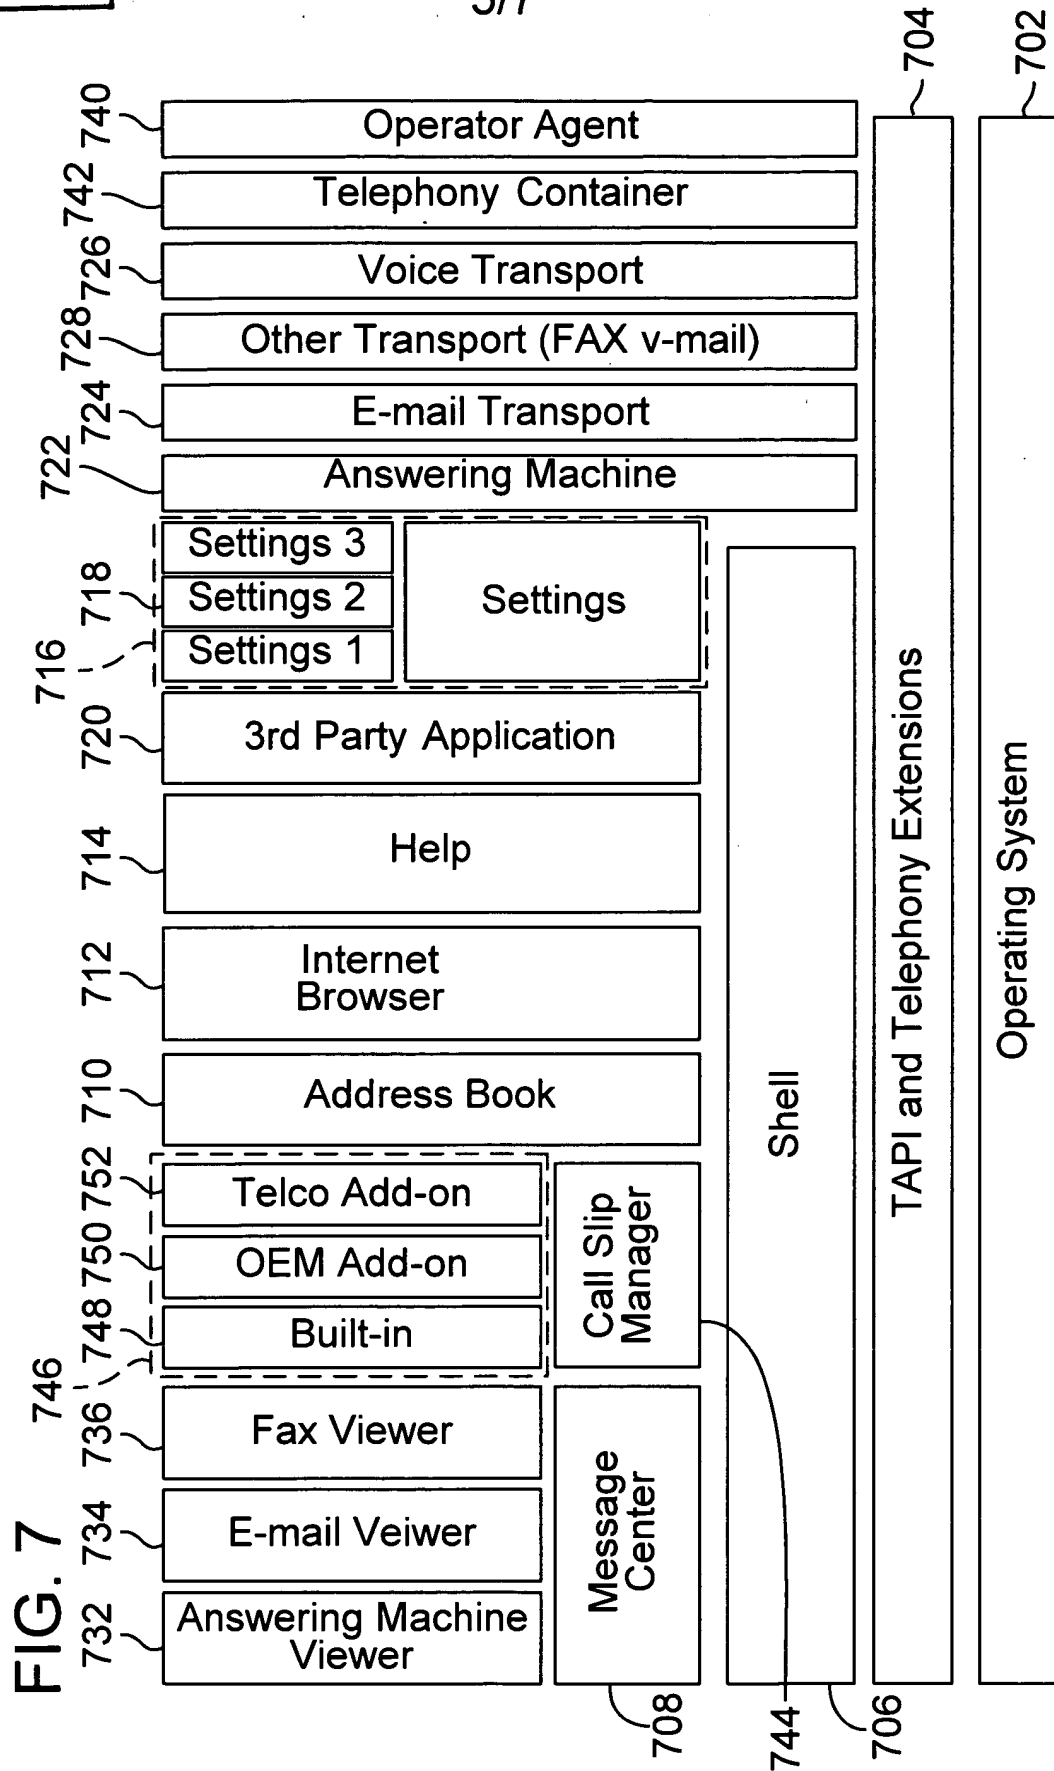 5/7
FIG. 7
732
734
736
746
748
750
752
710
712
714
720
716
718
722
724
728
726
742
740
Answering Machine
Viewer
E-mail Veiwer
Fax Viewer
Built-in
OEM Add-on
Telco Add-on
Address Book
Internet
Browser
Help
3rd Party Application
Settings 1
Settings 2
Settings 3
Settings
Answering Machine
E-mail Transport
Other Transport (FAX v-mail)
Voice Transport
Telephony Container
Operator Agent
Message
Center
Call Slip
Manager
708
744
Shell
706
TAPI and Telephony Extensions
704
Operating System
702